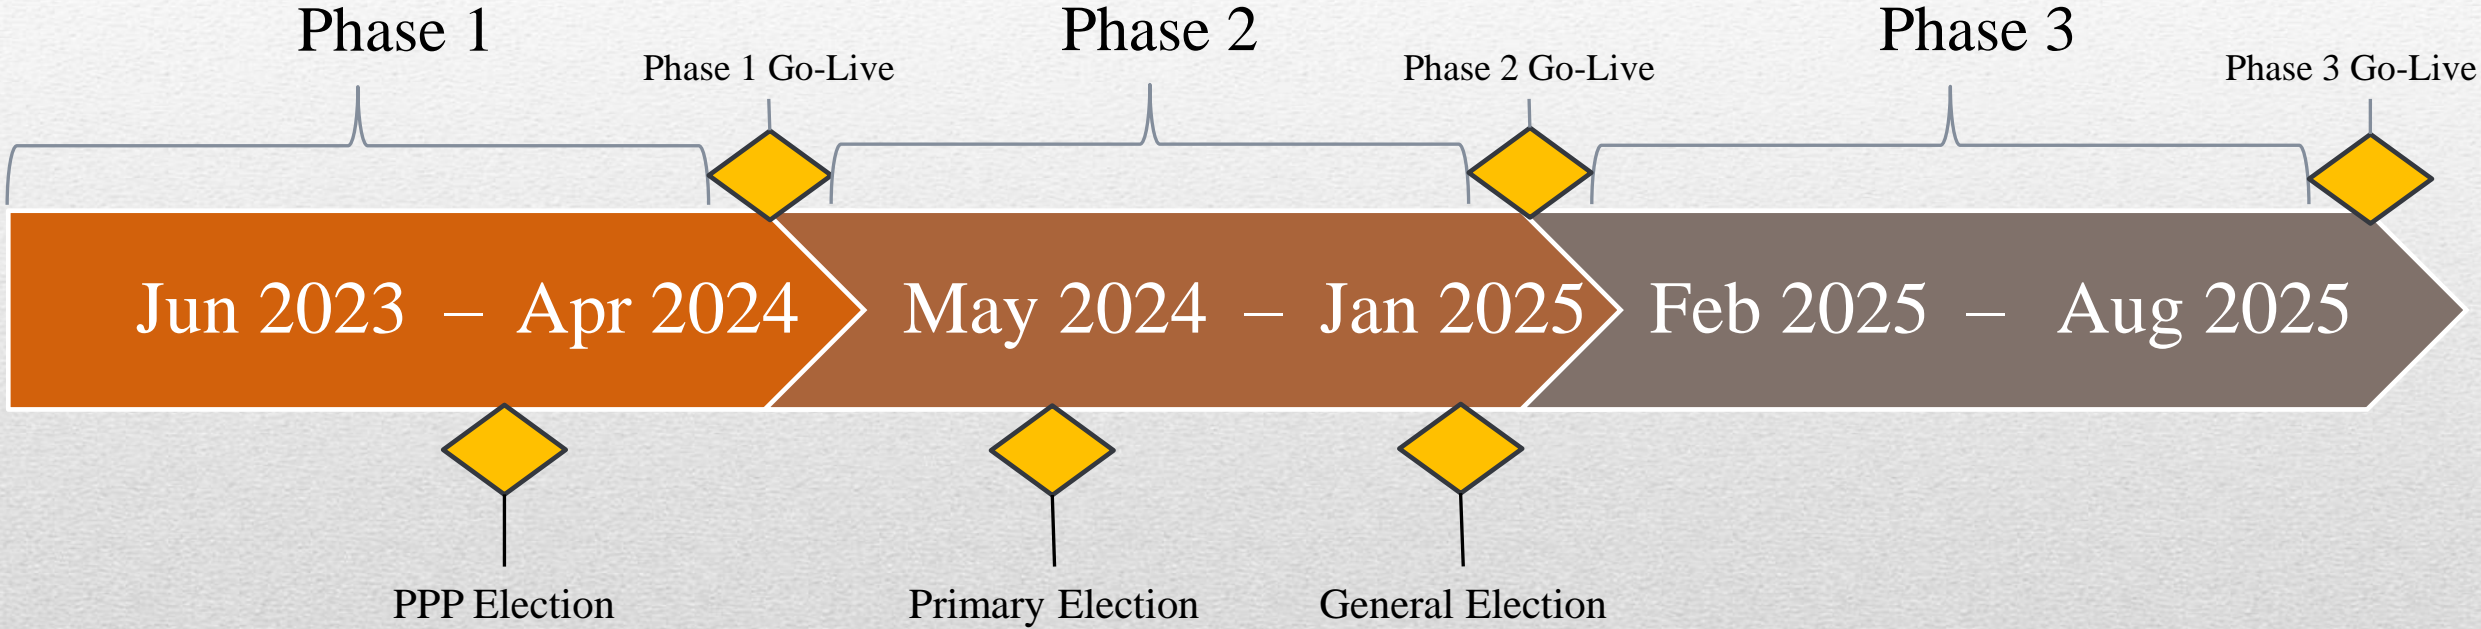 Phase 1
Phase 2
Phase 3
Phase 1 Go-Live
Phase 2 Go-Live
Phase 3 Go-Live
Jun 2023 – Apr 2024
May 2024 – Jan 2025
Feb 2025 – Aug 2025
PPP Election
Primary Election
General Election